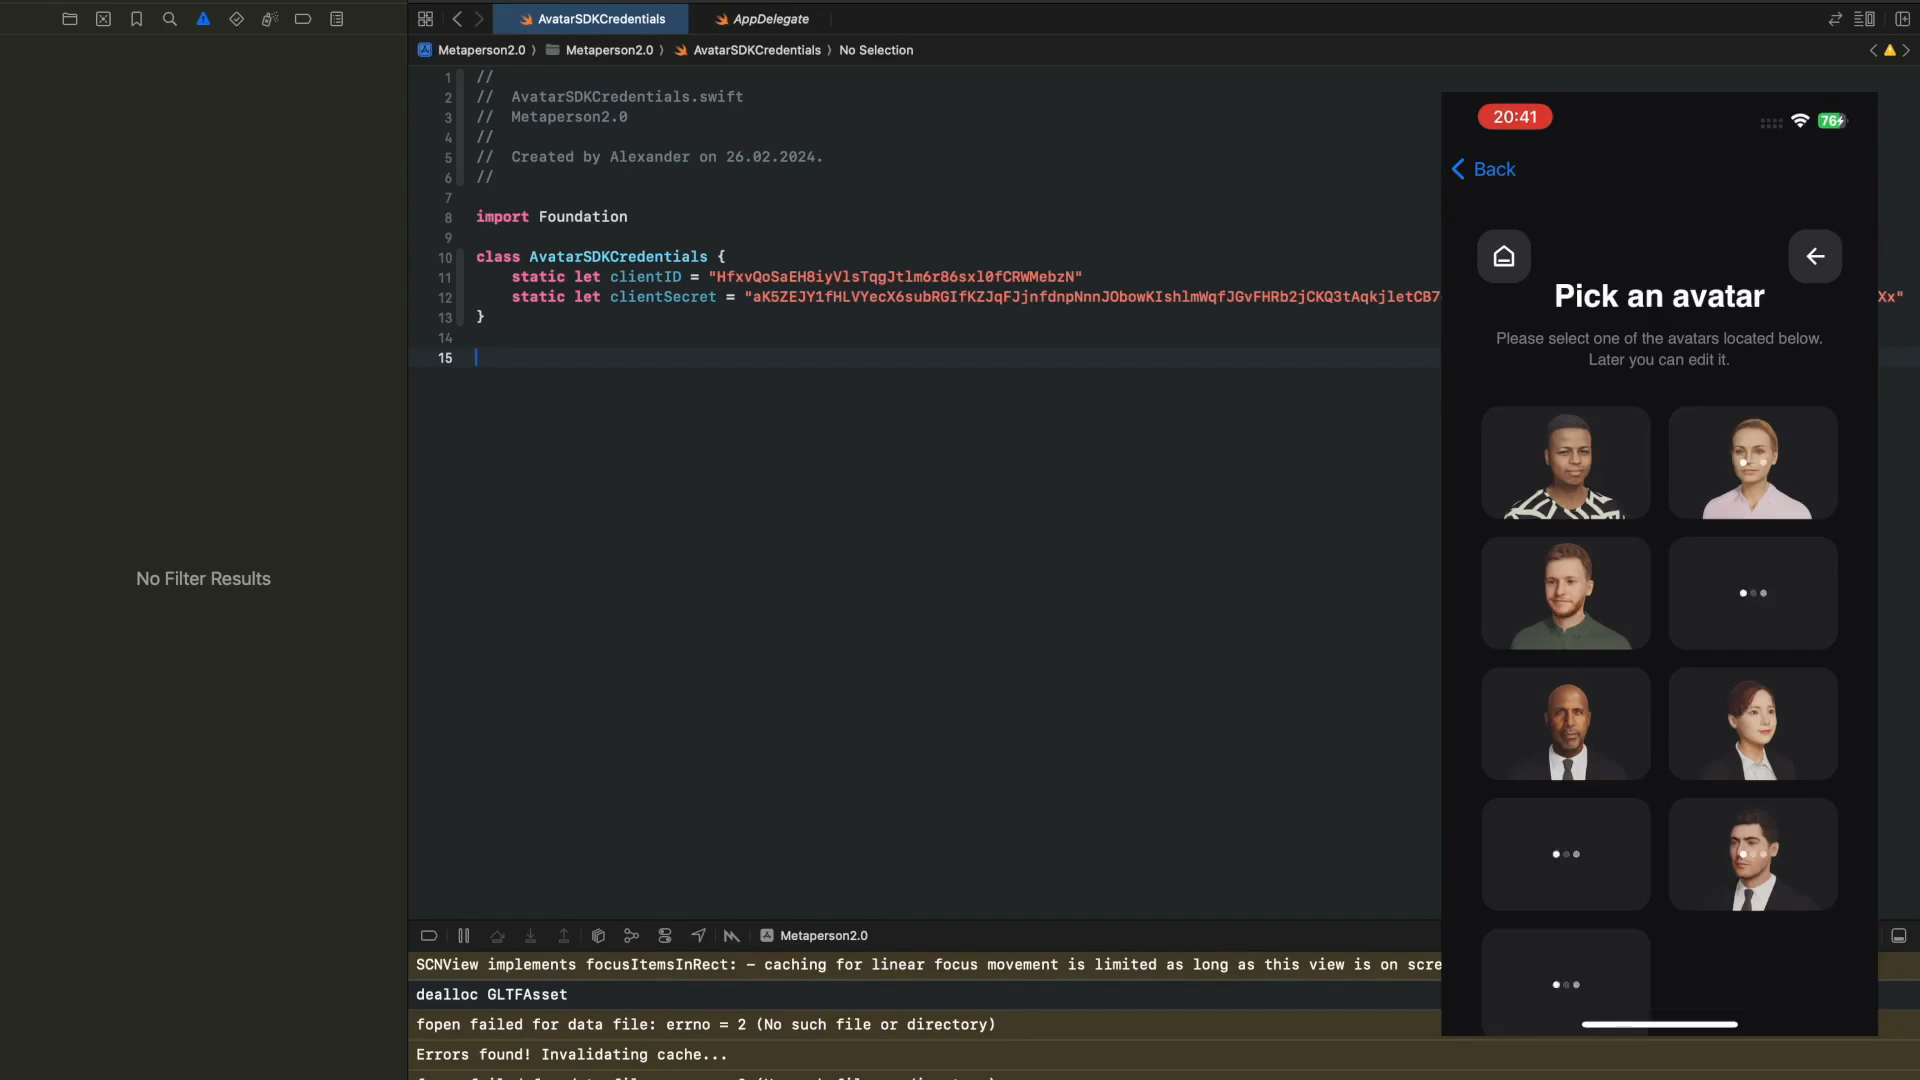 AvatarSDKCredentials
AppDelegate
Metaperson2.0 〉 Metaperson2.0 〉 AvatarSDKCredentials 〉 No Selection
1 //
2 // AvatarSDKCredentials.swift
3 // Metaperson2.0
4 //
5 // Created by Alexander on 26.02.2024.
6 //
7
8 import Foundation
9
10 class AvatarSDKCredentials {
11 static let clientID = "HfxvQoSaEH8iyVlsTqgJtlm6r86sxl0fCRWMebzN"
12 static let clientSecret = "aK5ZEJY1fHLVYecX6subRGIfKZJqFJjnfdnpNnnJObowKIshlmWqfJGvFHRb2jCKQ3tAqkjletCB7 Xx"
13 }
14
15
No Filter Results
20:41
76
Back
Pick an avatar
Please select one of the avatars located below.
Later you can edit it.
Metaperson2.0
SCNView implements focusItemsInRect: - caching for linear focus movement is limited as long as this view is on scre
dealloc GLTFAsset
fopen failed for data file: errno = 2 (No such file or directory)
Errors found! Invalidating cache...